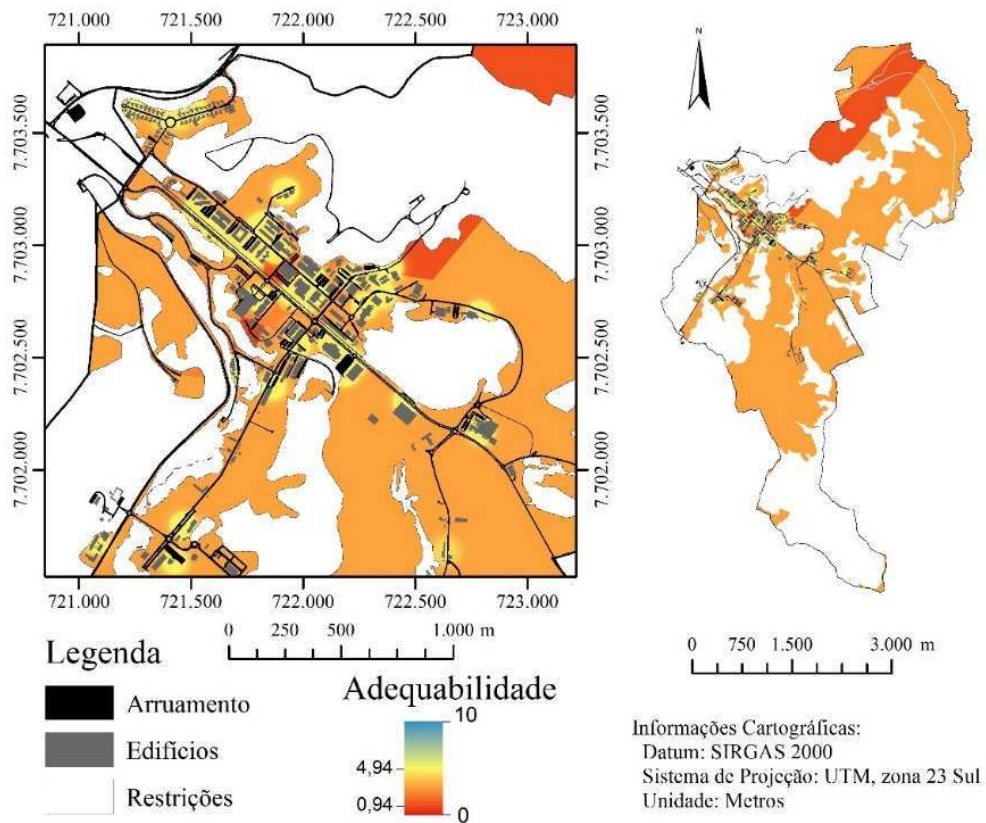 721.000 721.500 722.000 722.500 723.000
N
7.703.500
7.703.000
7.702.500
7.702.000
7.703.500
7.703.000
7.702.500
7.702.000
721.000 721.500 722.000 722.500 723.000
0 250 500 1.000 m
0 750 1.500 3.000 m
Legenda
Arruamento
Edifícios
Restrições
Adequabilidade
10
4,94
0,94
0
Informações Cartográficas:
Datum: SIRGAS 2000
Sistema de Projeção: UTM, zona 23 Sul
Unidade: Metros